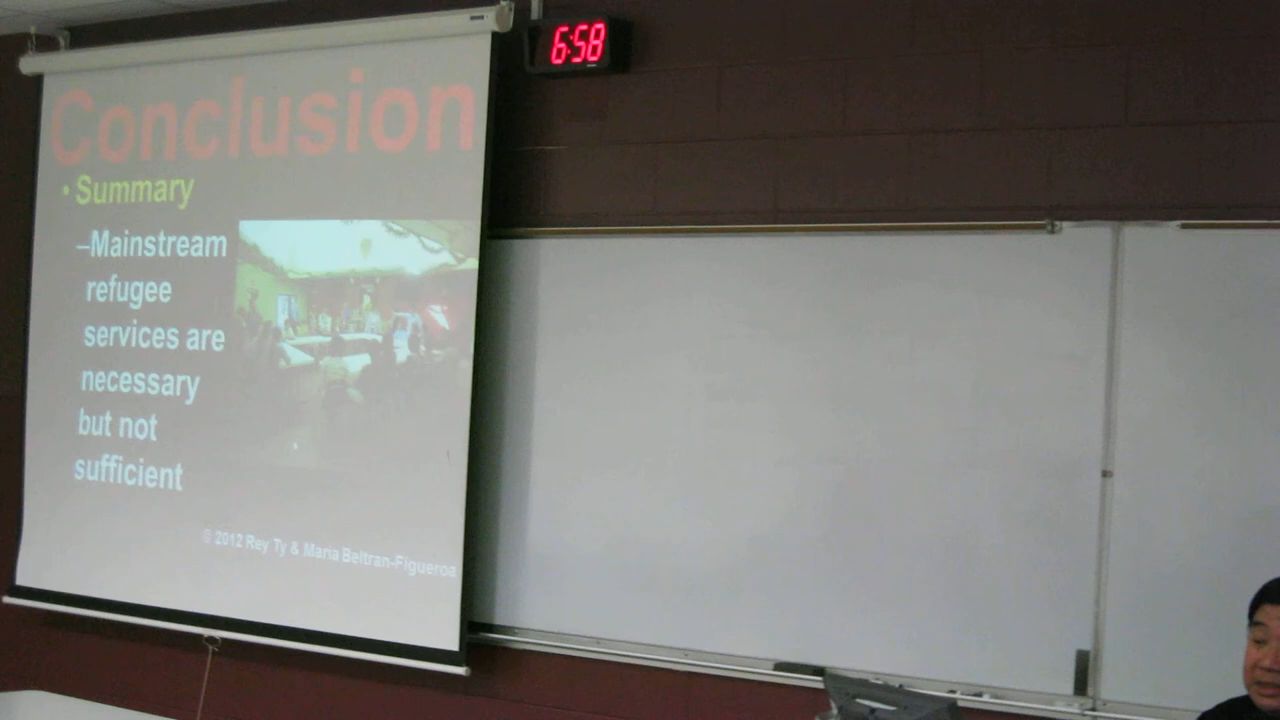 6:58
Conclusion
• Summary
–Mainstream
refugee
services are
necessary
but not
sufficient
© 2012 Rey Ty & Maria Beltran-Figueroa